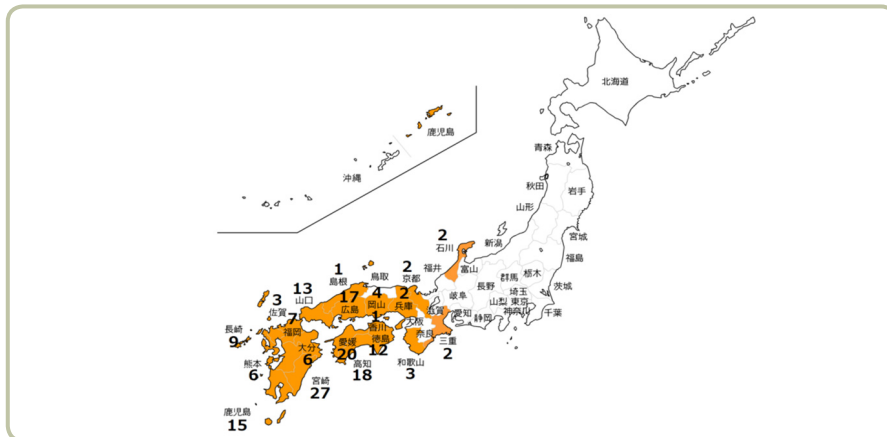 北海道
鹿児島
青森
沖縄
秋田
岩手
山形
宮城
2
石川
新潟
福島
福井
富山
1
島根
鳥取
2
京都
群馬
栃木
長野
茨城
13
山口
17
広島
4
岡山
2
兵庫
滋賀
岐阜
埼玉
山梨
東京
3
佐賀
7
福岡
1
香川
大阪
愛知
静岡
神奈川
千葉
長崎
9
大分
6
愛媛
20
徳島
12
奈良
三重
2
熊本
6
高知
18
和歌山
3
宮崎
27
鹿児島
15